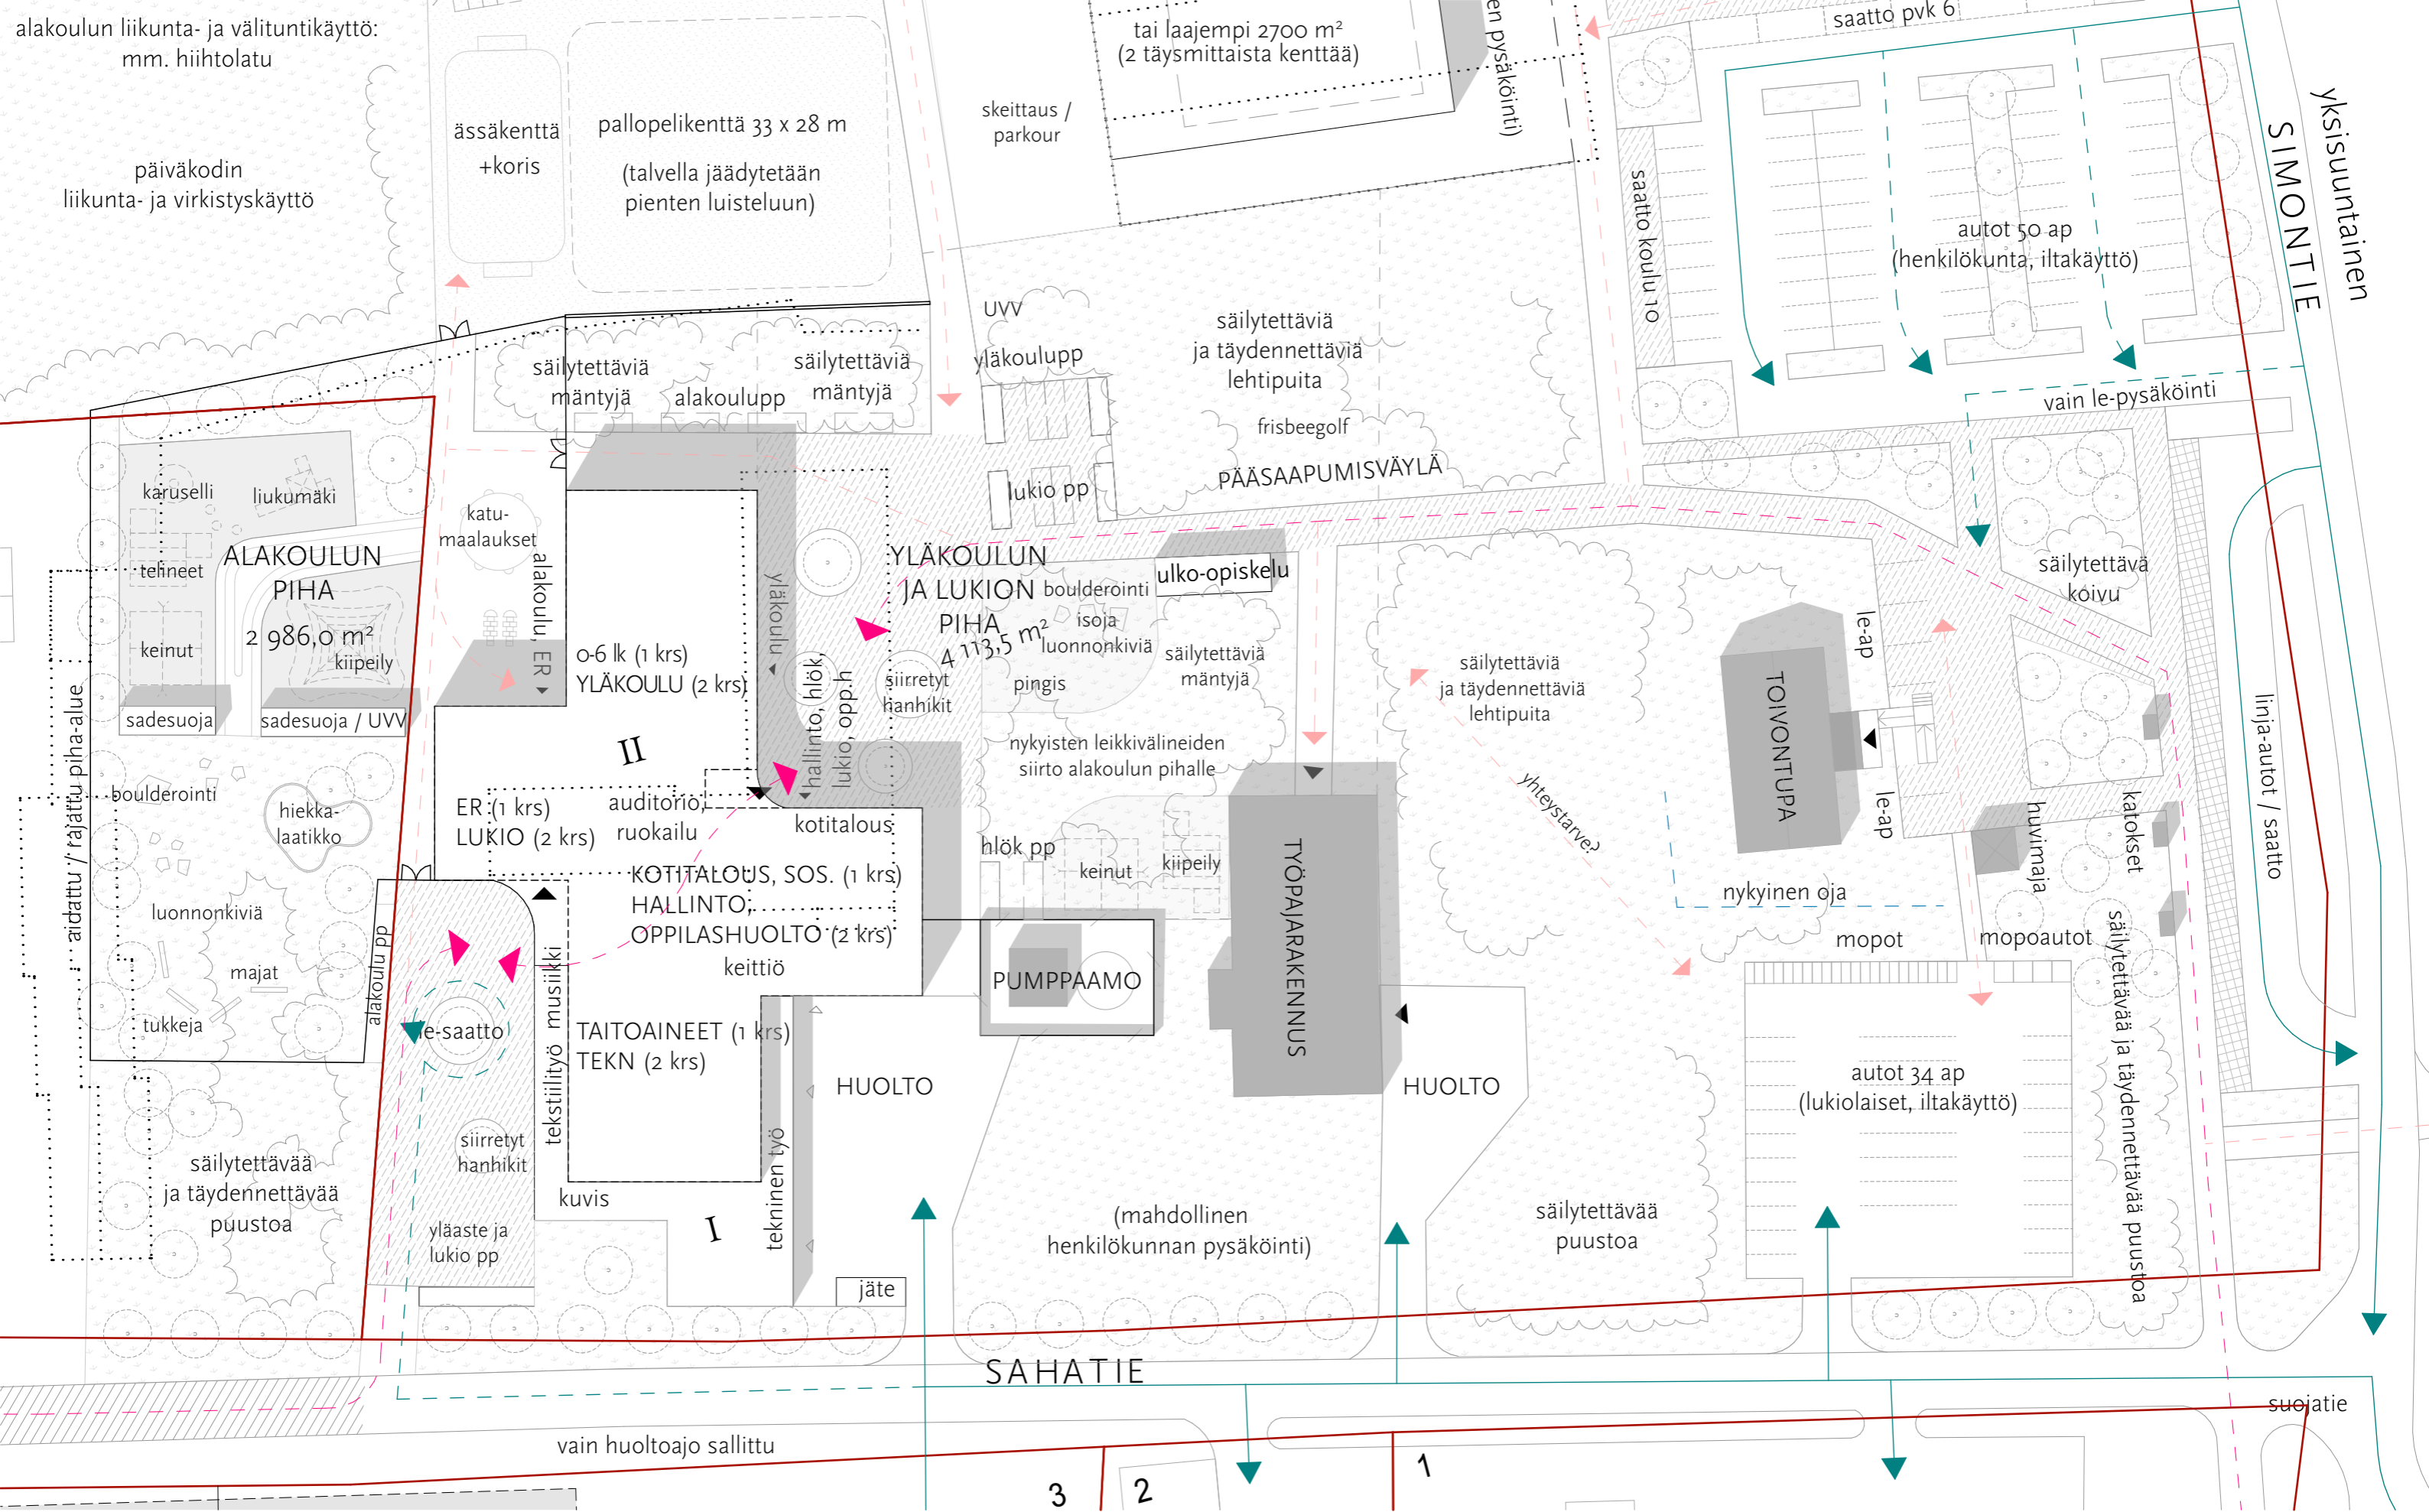 alakoulun liikunta- ja välituntikäyttö:
mm. hiihtolatu
päiväkodin
liikunta- ja virkistyskäyttö
ässäkenttä
+koris
pallopelikenttä 33 x 28 m
(talvella jäädytetään
pienten luisteluun)
skeittaus /
parkour
tai laajempi 2700 m²
(2 täysmittaista kenttää)
en pysäköinti)
saatto pvk 6
saatto koulu 10
autot 50 ap
(henkilökunta, iltakäyttö)
SIMONTIE
yksisuuntainen
vain le-pysäköinti
UVV
yläkoulupp
säilytettäviä
ja täydennettäviä
lehtipuita
frisbeegolf
PÄÄSAAPUMISVÄYLÄ
lukio pp
säilytettäviä
mäntyjä
alakoulupp
säilytettäviä
mäntyjä
karuselli
liukumäki
telineet
keinut
ALAKOULUN
PIHA
2 986,0 m²
kiipeily
sadesuoja
sadesuoja / UVV
katu-
maalaukset
alakoulu, ER
0-6 lk (1 krs)
YLÄKOULU (2 krs)
II
yläkoulu
hallinto, hlök,
lukio, opp.h
YLÄKOULUN
JA LUKION
PIHA
4 113,5 m²
siirretyt
hanhikit
boulderointi
isoja
luonnonkiviä
pingis
ulko-opiskelu
säilytettäviä
mäntyjä
nykyisten leikkivälineiden
siirto alakoulun pihalle
säilytettäviä
ja täydennettäviä
lehtipuita
yhteystarve?
TOIVONTUPA
le-ap
le-ap
säilytettävä
koivu
huvimaja
katokset
linja-autot / saatto
aidattu / rajattu piha-alue
boulderointi
hiekka-
laatikko
luonnonkiviä
majat
tukkeja
alakoulu pp
ER (1 krs)
LUKIO (2 krs)
auditorio,
ruokailu
kotitalous
KOTITALOUS, SOS. (1 krs)
HALLINTO,
OPPILASHUOLTO (2 krs)
keittiö
hlök pp
keinut
kiipeily
PUMPPAAMO
TYÖPAJARAKENNUS
nykyinen oja
mopot
mopoautot
le-saatto
tekstiilityö musiikki
TAITOAINEET (1 krs)
TEKN (2 krs)
HUOLTO
HUOLTO
autot 34 ap
(lukiolaiset, iltakäyttö)
säilytettävää ja täydennettävää puustoa
siirretyt
hanhikit
säilytettävää
ja täydennettävää
puustoa
yläaste ja
lukio pp
kuvis
I
tekninen työ
jäte
(mahdollinen
henkilökunnan pysäköinti)
säilytettävää
puustoa
SAHATIE
suojatie
vain huoltoajo sallittu
3
2
1